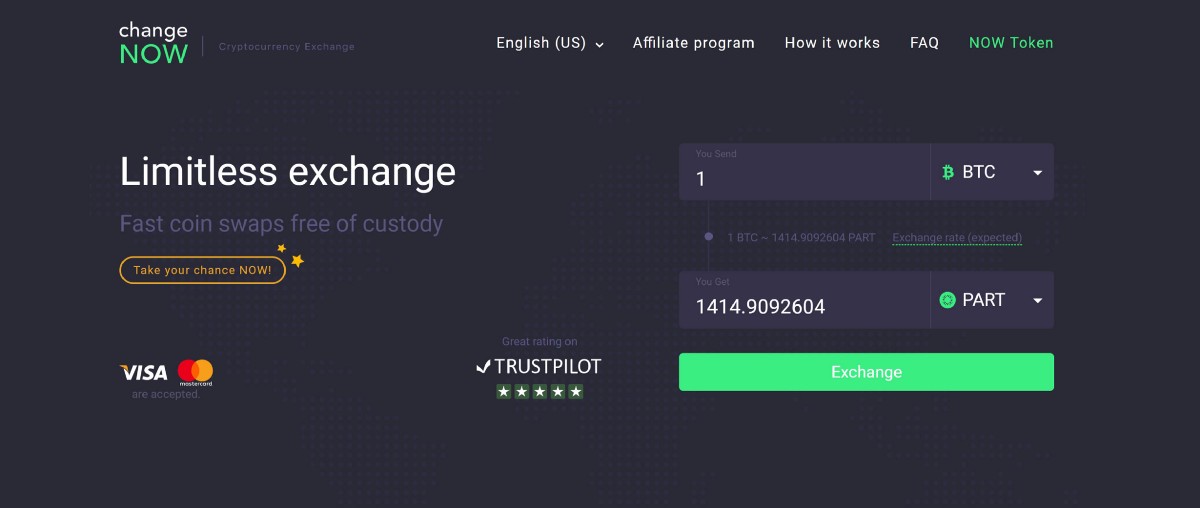 change
NOW
Cryptocurrency Exchange
English (US)
Affiliate program
How it works
FAQ
NOW Token
Limitless exchange
Fast coin swaps free of custody
Take your chance NOW!
VISA
mastercard
are accepted.
Great rating on
TRUSTPILOT
You Send
1
BTC
1 BTC ~ 1414.9092604 PART
Exchange rate (expected)
You Get
1414.9092604
PART
Exchange